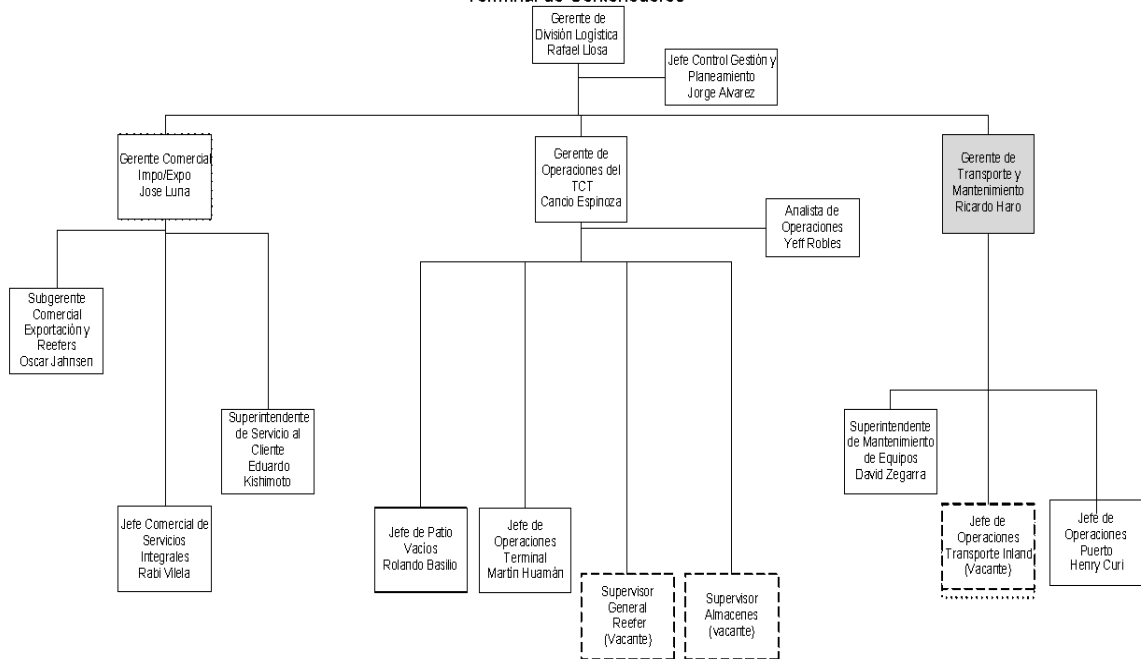 Gerente de
División Logística
Rafael Llosa
Jefe Control Gestión y
Planeamiento
Jorge Alvarez
Gerente Comercial
Impo/Expo
Jose Luna
Gerente de
Operaciones del
TCT
Cancio Espinoza
Gerente de
Transporte y
Mantenimiento
Ricardo Haro
Analista de
Operaciones
Yeff Robles
Subgerente
Comercial
Exportación y
Reefers
Oscar Jahnsen
Superintendente
de Servicio al
Cliente
Eduardo
Kishimoto
Superintendente
de Mantenimiento
de Equipos
David Zegarra
Jefe Comercial de
Servicios
Integrales
Rabi Vilela
Jefe de Patio
Vacíos
Rolando Basilio
Jefe de
Operaciones
Terminal
Martín Huamán
Supervisor
General
Reefer
(Vacante)
Supervisor
Almacenes
(vacante)
Jefe de
Operaciones
Transporte Inland
(Vacante)
Jefe de
Operaciones
Puerto
Henry Curi